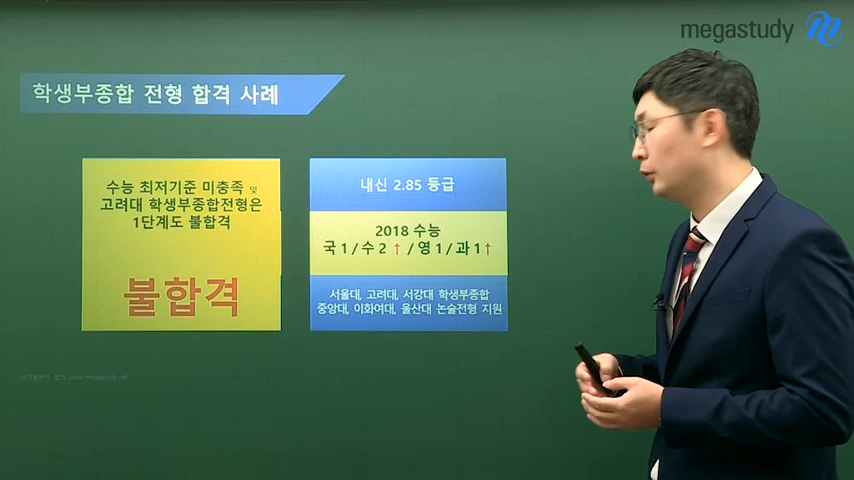 megastudy
학생부종합 전형 합격 사례
수능 최저기준 미충족 및
고려대 학생부종합전형은
1단계도 불합격
불합격
내신 2.85 등급
2018 수능
국1/수2↑/영1/과1↑
서울대, 고려대, 서강대 학생부종합
중앙대, 이화여대, 울산대 논술전형 지원
www.megastudy.net